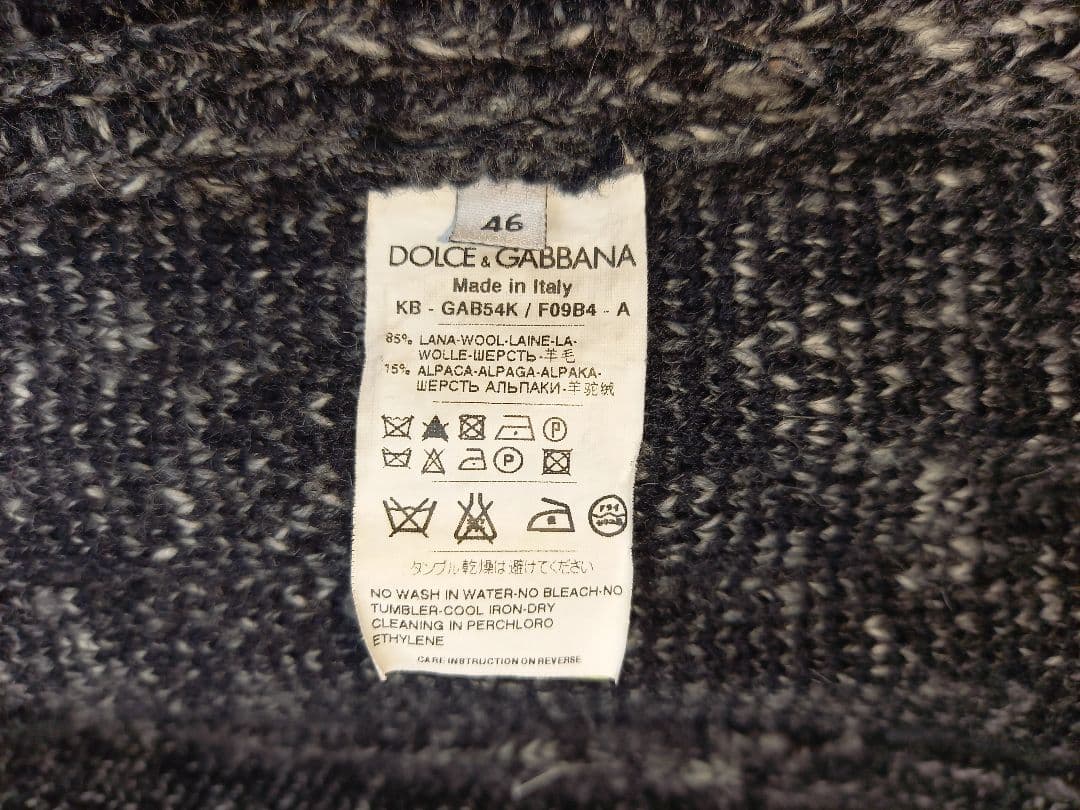 46
DOLCE & GABBANA
Made in Italy
KB - GAB54K / F09B4 - A
85% LANA-WOOL-LAINE-LA-
WOLLE-ШЕРСТЬ-羊毛
15% ALPACA-ALPAGA-ALPAKA-
ШЕРСТЬ АЛЬПАКИ-羊驼绒
P
P
タンブル乾燥は避けてください
NO WASH IN WATER-NO BLEACH-NO
TUMBLER-COOL IRON-DRY
CLEANING IN PERCHLORO
ETHYLENE
CARE INSTRUCTION ON REVERSE